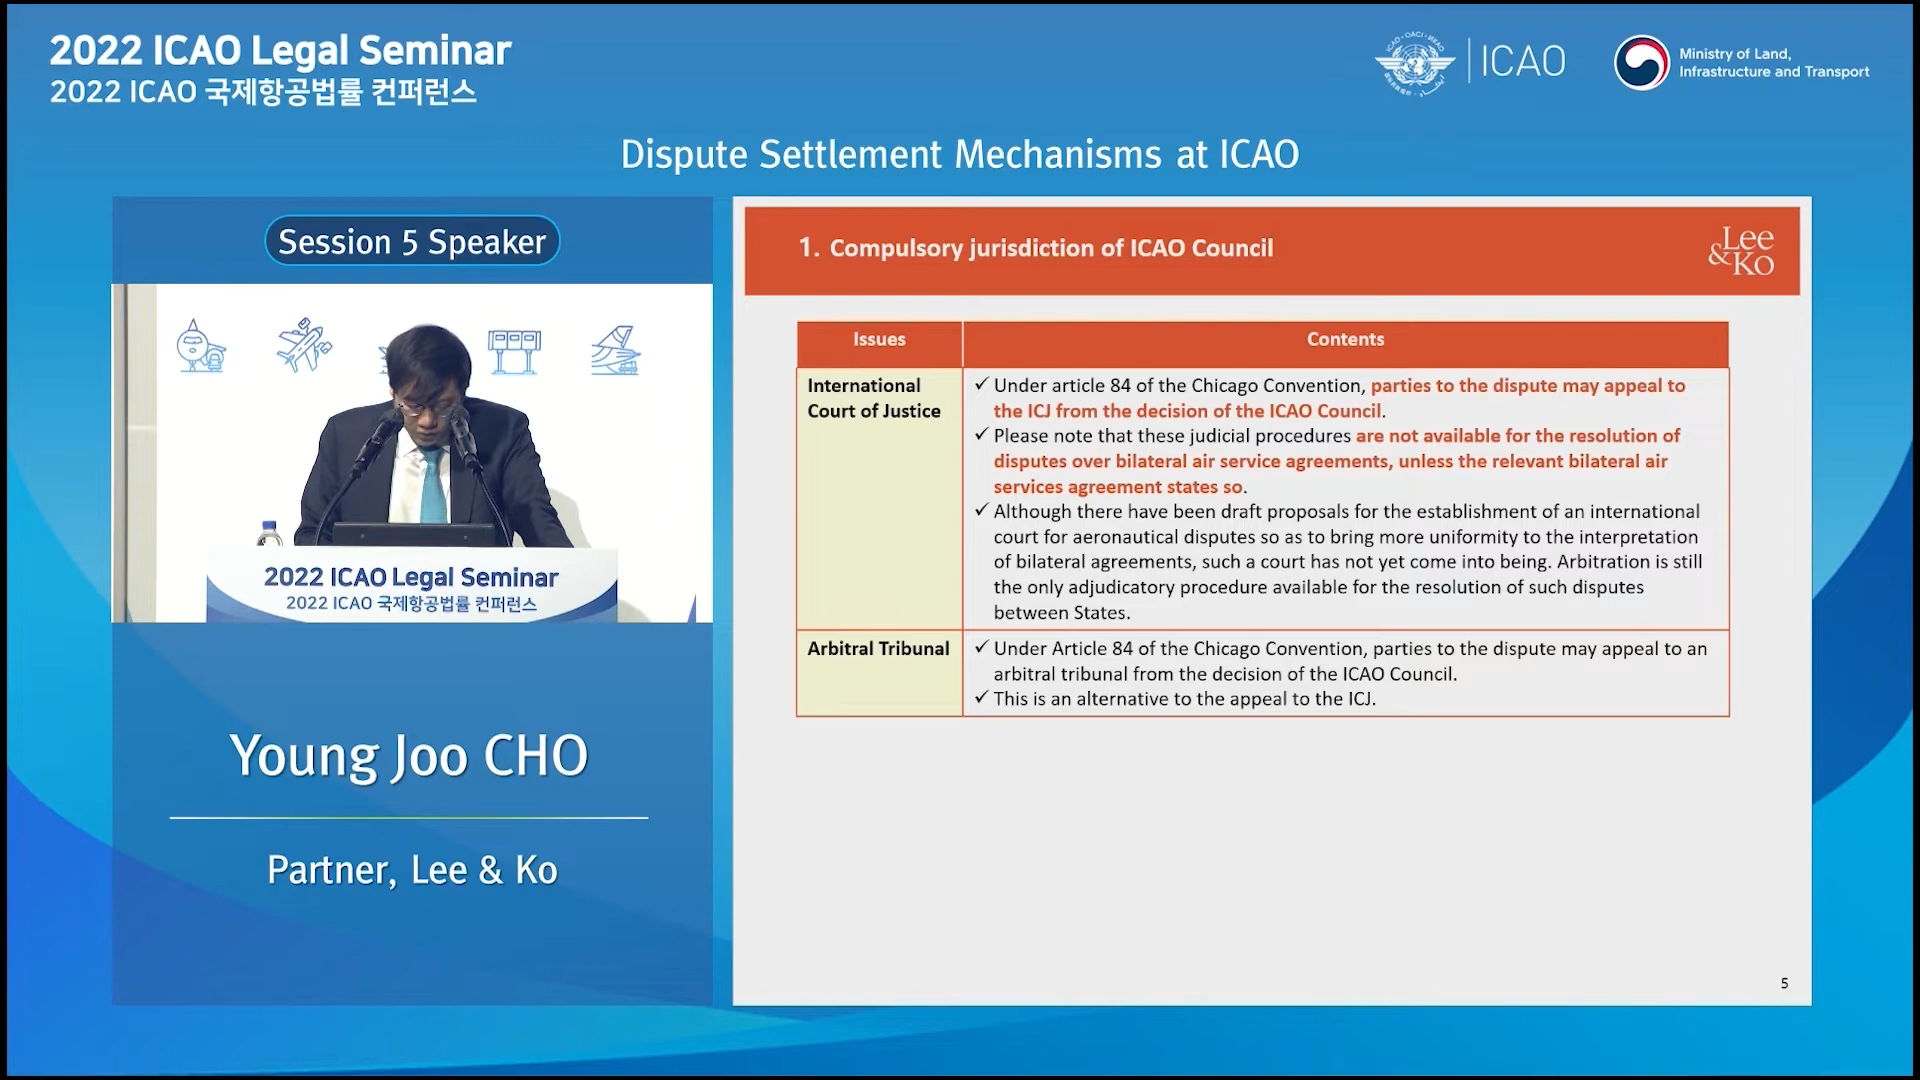 2022 ICAO Legal Seminar
2022 ICAO 국제항공법률 컨퍼런스
ICAO
Ministry of Land,
Infrastructure and Transport
Dispute Settlement Mechanisms at ICAO
Session 5 Speaker
2022 ICAO Legal Seminar
2022 ICAO 국제항공법률 컨퍼런스
Young Joo CHO
Partner, Lee & Ko
1. Compulsory jurisdiction of ICAO Council
Lee
&Ko
Issues
Contents
International
Court of Justice
✓ Under article 84 of the Chicago Convention, parties to the dispute may appeal to
the ICJ from the decision of the ICAO Council.
✓ Please note that these judicial procedures are not available for the resolution of
disputes over bilateral air service agreements, unless the relevant bilateral air
services agreement states so.
✓ Although there have been draft proposals for the establishment of an international
court for aeronautical disputes so as to bring more uniformity to the interpretation
of bilateral agreements, such a court has not yet come into being. Arbitration is still
the only adjudicatory procedure available for the resolution of such disputes
between States.
Arbitral Tribunal
✓ Under Article 84 of the Chicago Convention, parties to the dispute may appeal to an
arbitral tribunal from the decision of the ICAO Council.
✓ This is an alternative to the appeal to the ICJ.
5